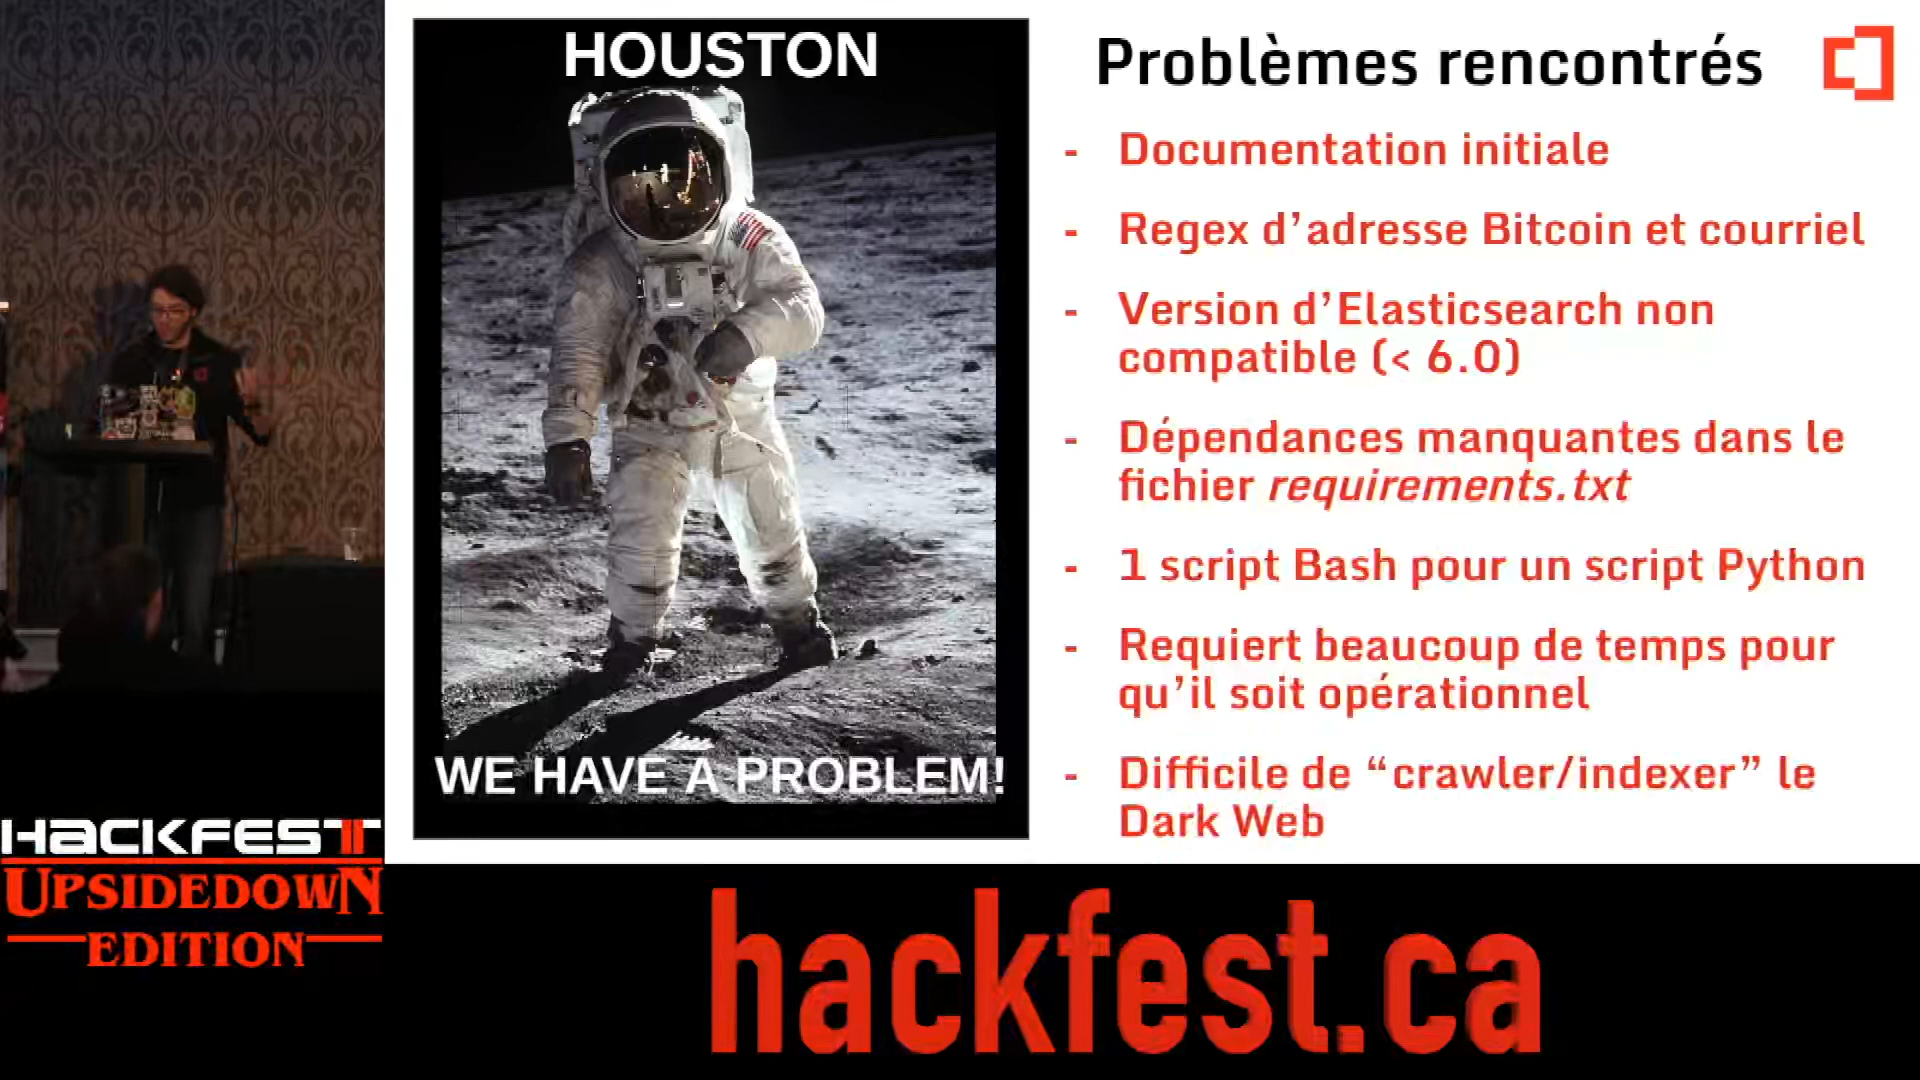 HOUSTON
WE HAVE A PROBLEM!
Problèmes rencontrés
- Documentation initiale
- Regex d’adresse Bitcoin et courriel
- Version d’Elasticsearch non
compatible (< 6.0)
- Dépendances manquantes dans le
fichier requirements.txt
- 1 script Bash pour un script Python
- Requiert beaucoup de temps pour
qu’il soit opérationnel
- Difficile de “crawler/indexer” le
Dark Web
HACKFEST
UPSIDEDOWN
EDITION
hackfest.ca